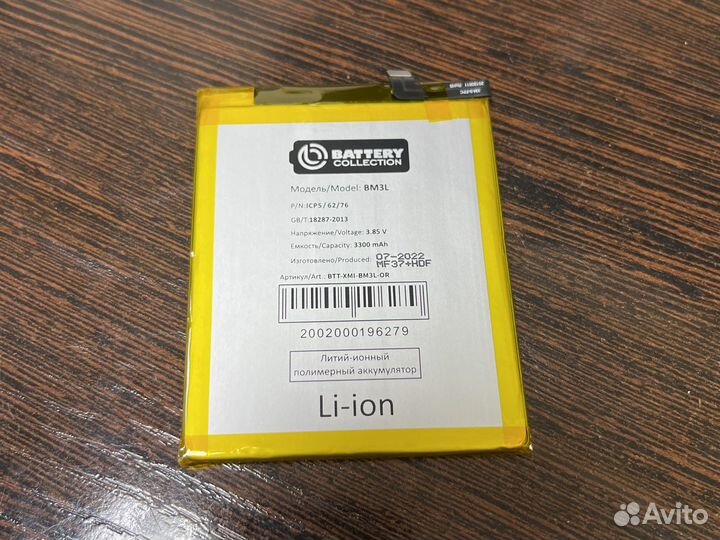 BATTERY
COLLECTION
Модель/Model: BM3L
P/N:ICP5/62/76
GB/T:18287-2013
Напряжение/Voltage: 3.85 V
Емкость/Capacity: 3300 mAh
Изготовлено/Produced: 07-2022
MF37+HDF
Артикул/Art.: BTT-XMI-BM3L-OR
2002000196279
Литий-ионный
полимерный аккумулятор
Li-ion
Avito